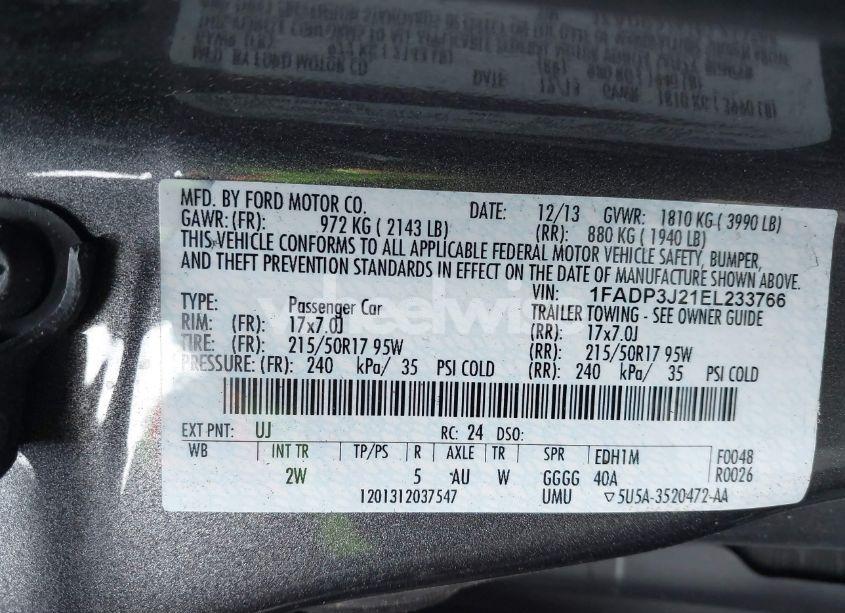 MFD. BY FORD MOTOR CO. DATE: 12/13 GVWR: 1810 KG ( 3990 LB)
GAWR: (FR): 972 KG ( 2143 LB) (RR): 880 KG ( 1940 LB)
THIS VEHICLE CONFORMS TO ALL APPLICABLE FEDERAL MOTOR VEHICLE SAFETY, BUMPER,
AND THEFT PREVENTION STANDARDS IN EFFECT ON THE DATE OF MANUFACTURE SHOWN ABOVE.
VIN: 1FADP3J21EL233766
TYPE: Passenger Car TRAILER TOWING - SEE OWNER GUIDE
RIM: (FR): 17x7.0J (RR): 17x7.0J
TIRE: (FR): 215/50R17 95W (RR): 215/50R17 95W
PRESSURE: (FR): 240 kPa/ 35 PSI COLD (RR): 240 kPa/ 35 PSI COLD
EXT PNT: UJ RC: 24 DSO:
WB INT TR TP/PS R AXLE TR SPR EDH1M F0048
2W 5 AU W GGGG 40A R0026
1201312037547 UMU 5U5A-3520472-AA
wheelwise